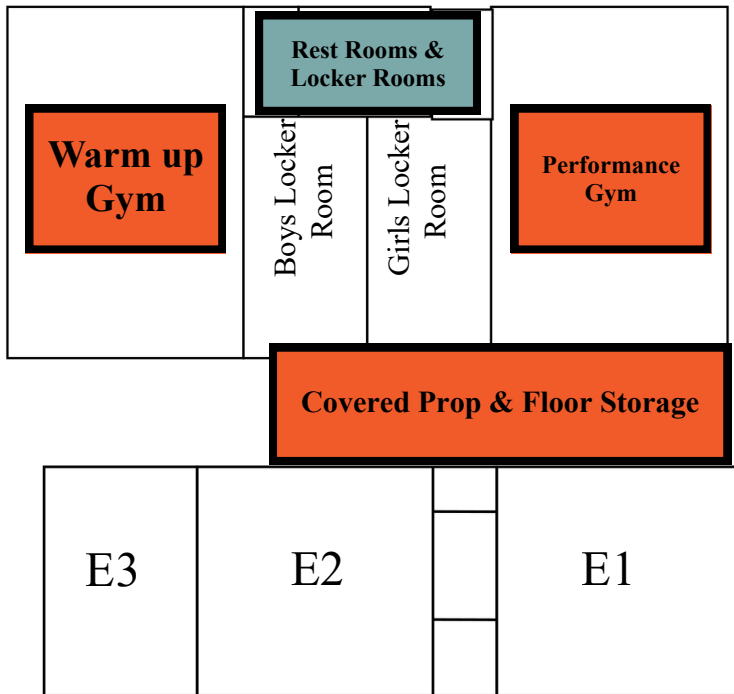 Rest Rooms &
Locker Rooms
Warm up
Gym
Boys Locker
Room
Girls Locker
Room
Performance
Gym
Covered Prop & Floor Storage
E3
E2
E1